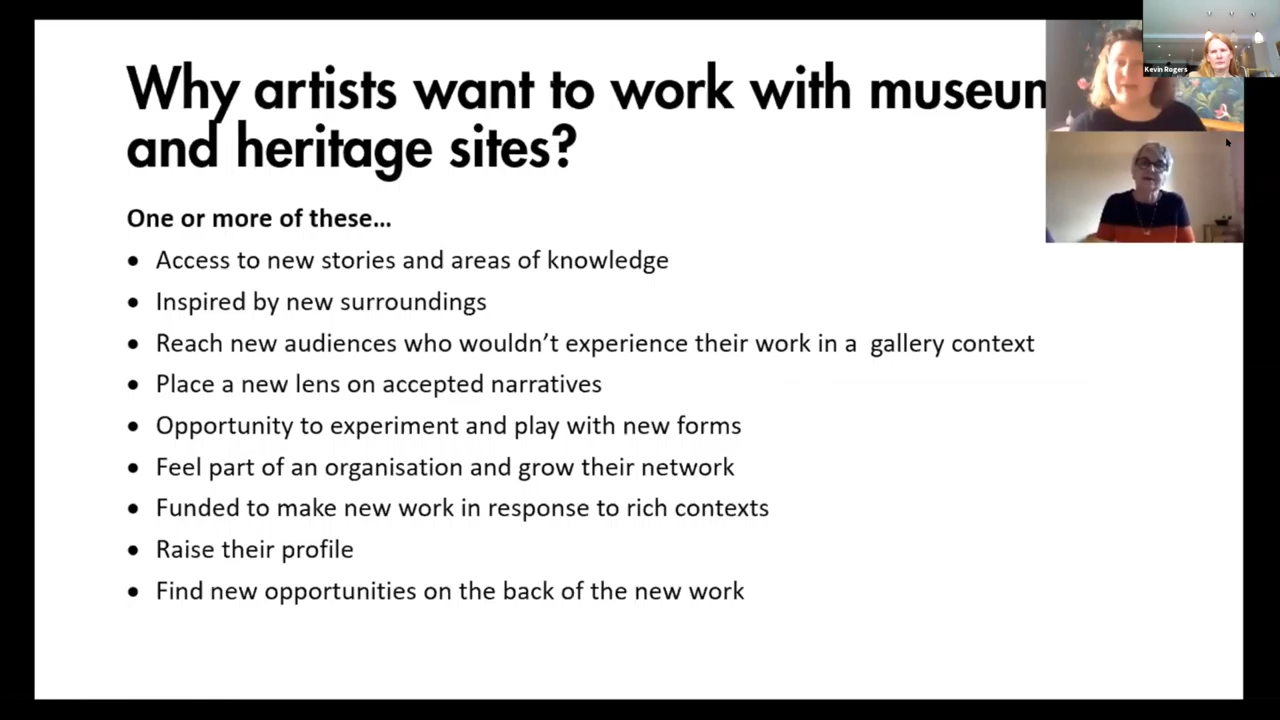 Why artists want to work with museum
and heritage sites?
One or more of these...
• Access to new stories and areas of knowledge
• Inspired by new surroundings
• Reach new audiences who wouldn’t experience their work in a  gallery context
• Place a new lens on accepted narratives
• Opportunity to experiment and play with new forms
• Feel part of an organisation and grow their network
• Funded to make new work in response to rich contexts
• Raise their profile
• Find new opportunities on the back of the new work
Kevin Rogers